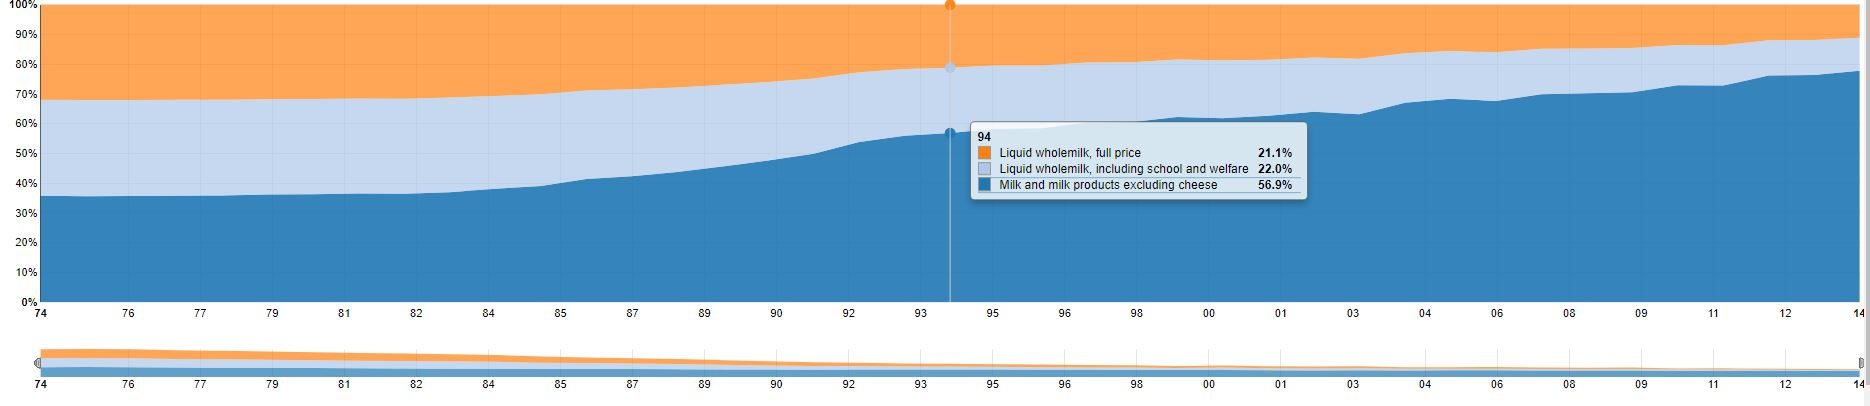 100%
90%
80%
70%
60%
50%
40%
30%
20%
10%
0%
94
Liquid wholemilk, full price 21.1%
Liquid wholemilk, including school and welfare 22.0%
Milk and milk products excluding cheese 56.9%
74 76 77 79 81 82 84 85 87 89 90 92 93 95 96 98 00 01 03 04 06 08 09 11 12 14
74 76 77 79 81 82 84 85 87 89 90 92 93 95 96 98 00 01 03 04 06 08 09 11 12 14